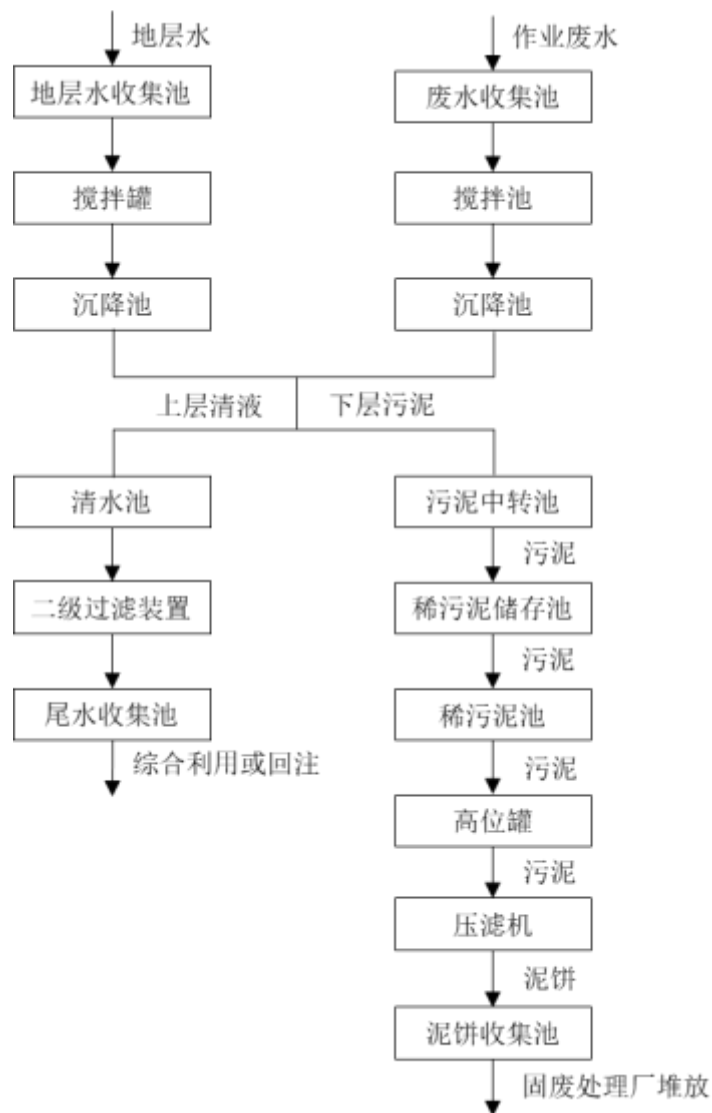 地层水
作业废水
地层水收集池
废水收集池
搅拌罐
搅拌池
沉降池
沉降池
上层清液
下层污泥
清水池
污泥中转池
污泥
二级过滤装置
稀污泥储存池
污泥
尾水收集池
稀污泥池
综合利用或回注
污泥
高位罐
污泥
压滤机
泥饼
泥饼收集池
固废处理厂堆放